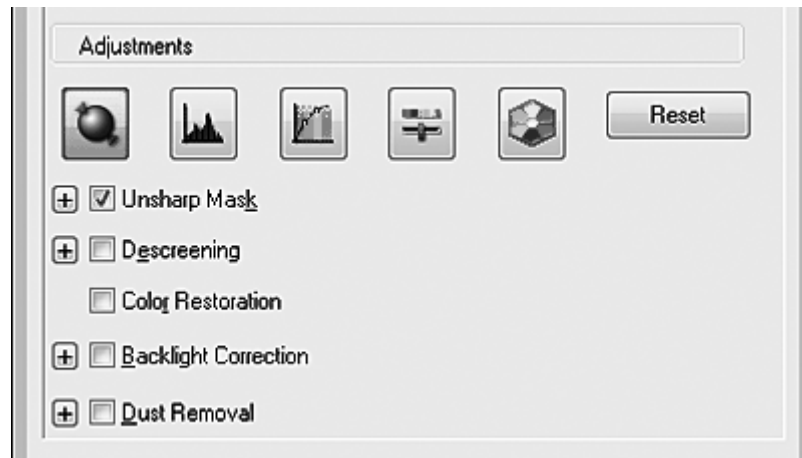 Adjustments
Reset
Unsharp Mask
Descreening
Color Restoration
Backlight Correction
Dust Removal